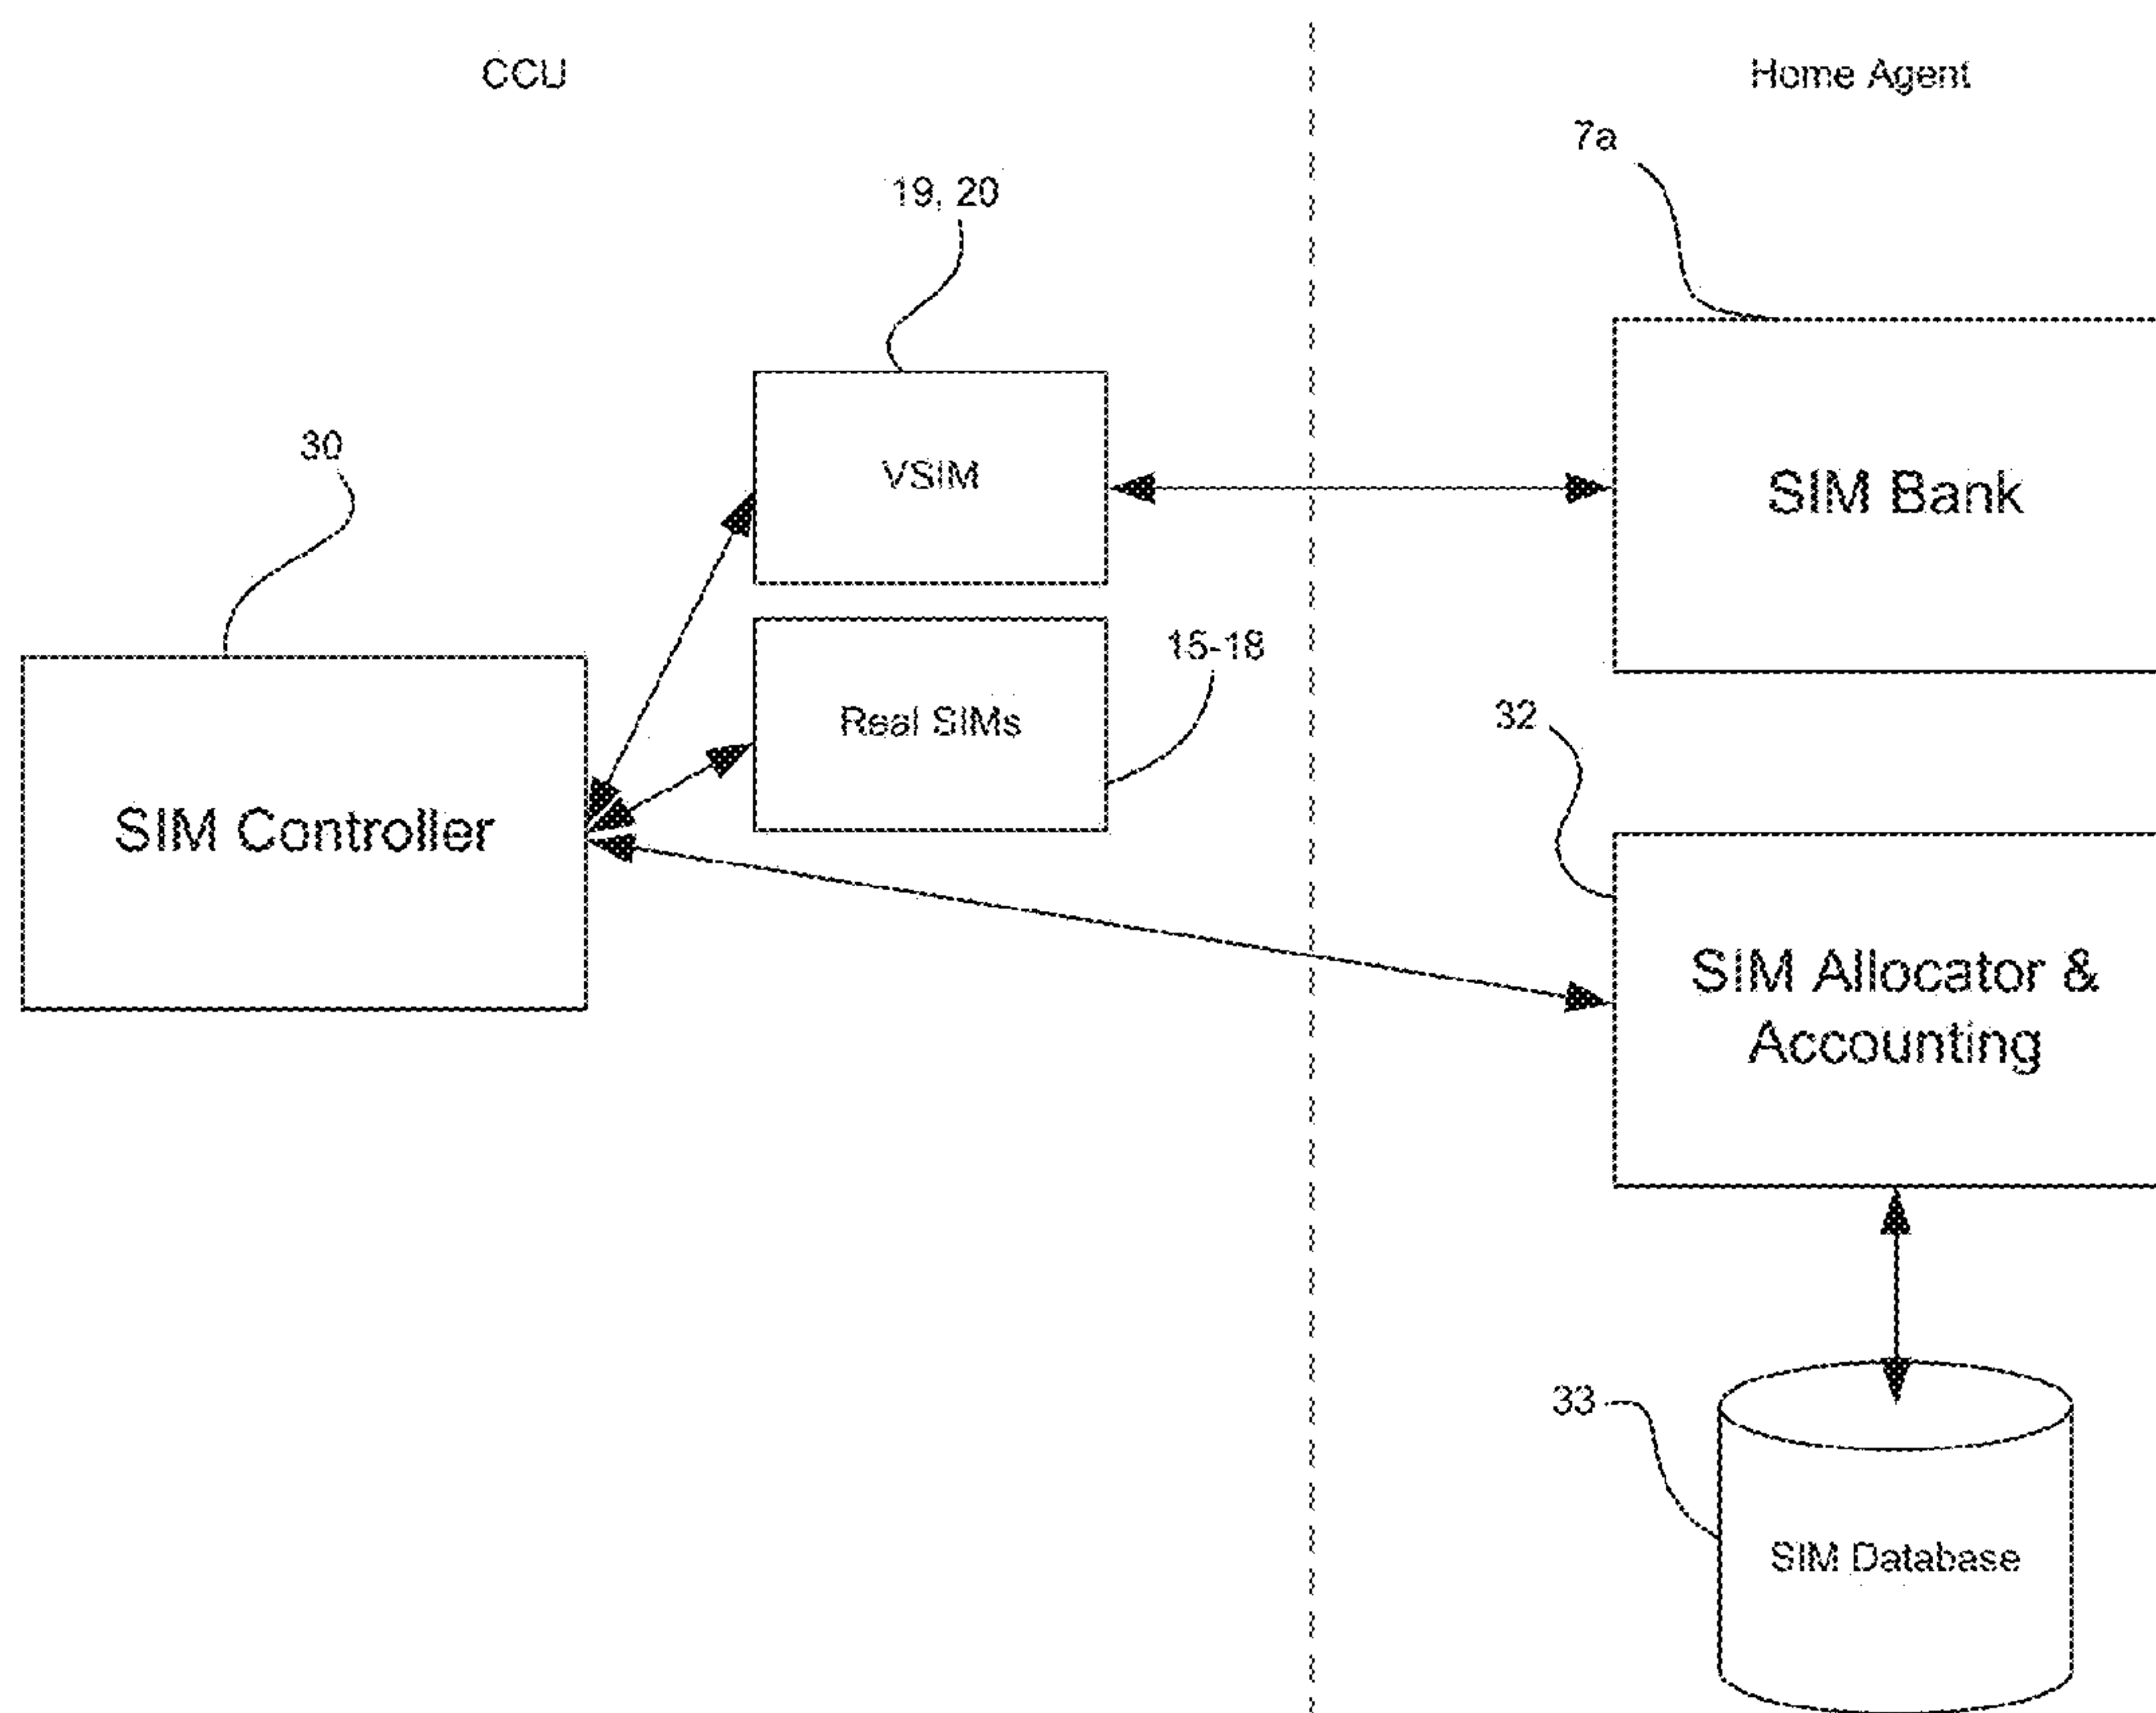 CCU
Home Agent
7a
19, 20
30
VSIM
SIM Bank
15-18
Real SIMs
32
SIM Controller
SIM Allocator &
Accounting
33
SIM Database